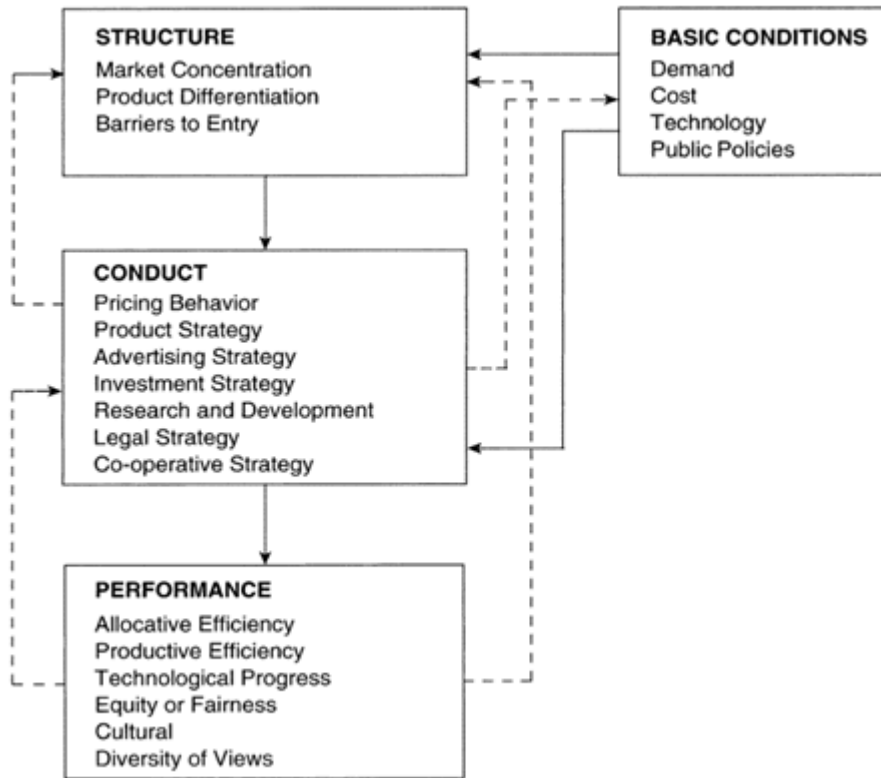 STRUCTURE
Market Concentration
Product Differentiation
Barriers to Entry
BASIC CONDITIONS
Demand
Cost
Technology
Public Policies
CONDUCT
Pricing Behavior
Product Strategy
Advertising Strategy
Investment Strategy
Research and Development
Legal Strategy
Co-operative Strategy
PERFORMANCE
Allocative Efficiency
Productive Efficiency
Technological Progress
Equity or Fairness
Cultural
Diversity of Views